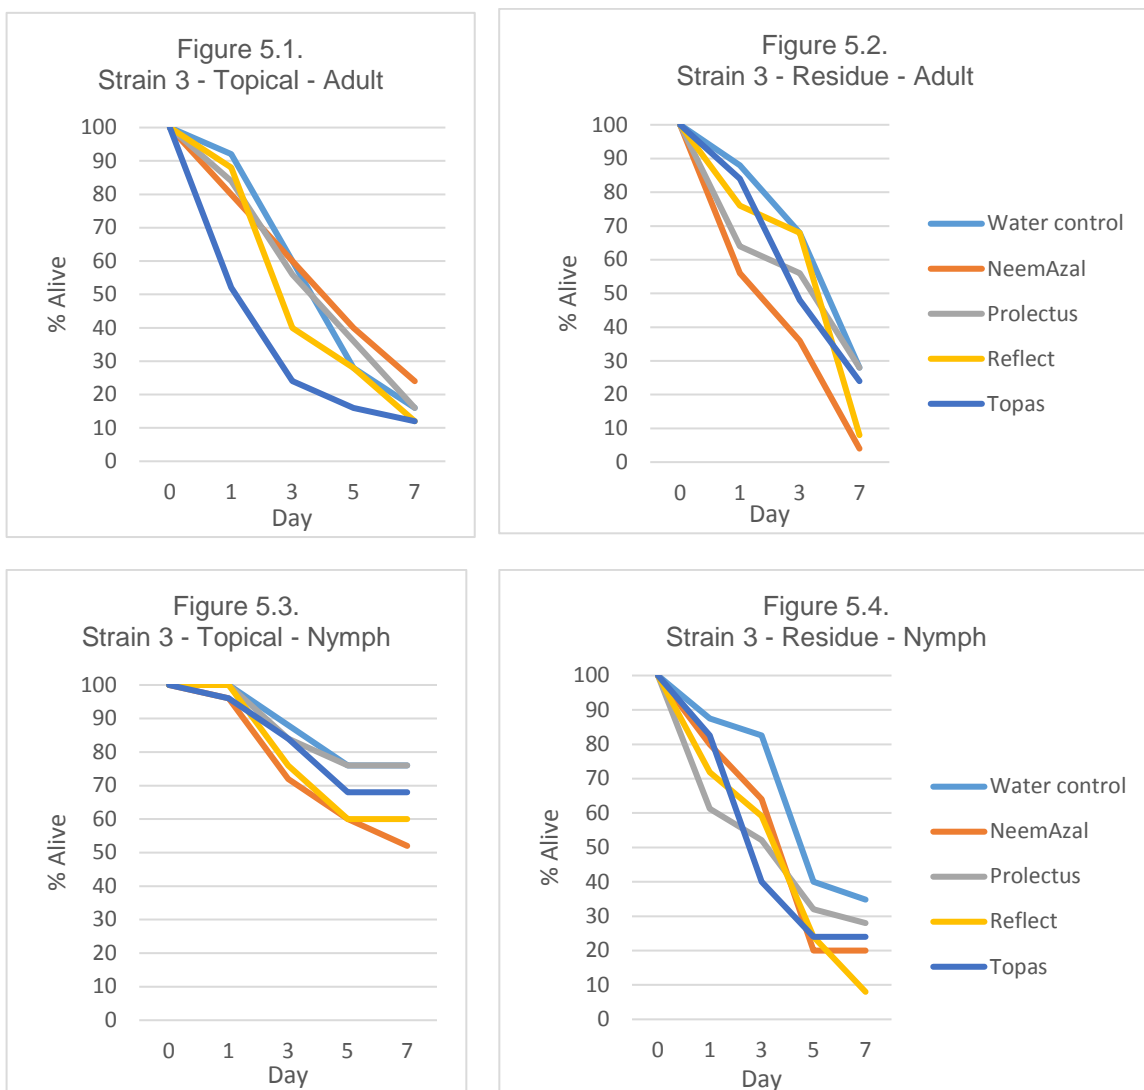 Figure 5.1.
Strain 3 - Topical - Adult
% Alive
100
90
80
70
60
50
40
30
20
10
0
0 1 3 5 7
Day
Figure 5.2.
Strain 3 - Residue - Adult
% Alive
100
90
80
70
60
50
40
30
20
10
0
0 1 3 7
Day
Water control
NeemAzal
Prolectus
Reflect
Topas
Figure 5.3.
Strain 3 - Topical - Nymph
% Alive
100
90
80
70
60
50
40
30
20
10
0
0 1 3 5 7
Day
Figure 5.4.
Strain 3 - Residue - Nymph
% Alive
100
90
80
70
60
50
40
30
20
10
0
0 1 3 5 7
Day
Water control
NeemAzal
Prolectus
Reflect
Topas